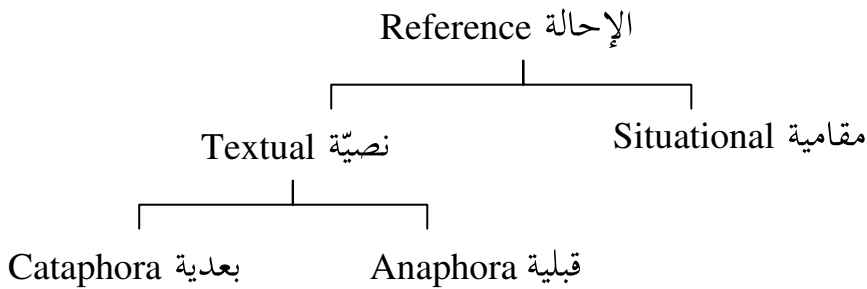 الإحالة Reference
نصيّة Textual
مقامية Situational
بعدية Cataphora
قبلية Anaphora